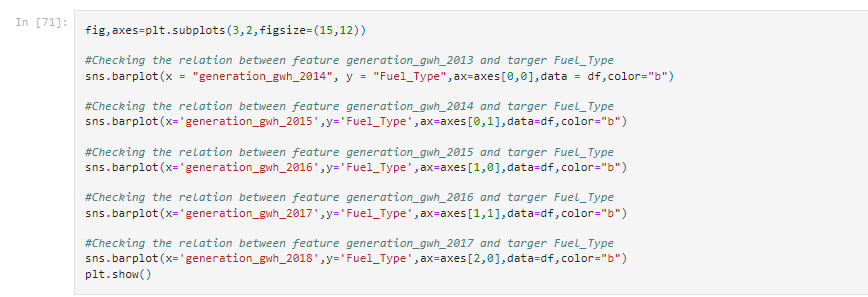 In [71]:
fig,axes=plt.subplots(3,2,figsize=(15,12))
#Checking the relation between feature generation_gwh_2013 and targer Fuel_Type
sns.barplot(x = "generation_gwh_2014", y = "Fuel_Type",ax=axes[0,0],data = df,color="b")
#Checking the relation between feature generation_gwh_2014 and targer Fuel_Type
sns.barplot(x='generation_gwh_2015',y='Fuel_Type',ax=axes[0,1],data=df,color="b")
#Checking the relation between feature generation_gwh_2015 and targer Fuel_Type
sns.barplot(x='generation_gwh_2016',y='Fuel_Type',ax=axes[1,0],data=df,color="b")
#Checking the relation between feature generation_gwh_2016 and targer Fuel_Type
sns.barplot(x='generation_gwh_2017',y='Fuel_Type',ax=axes[1,1],data=df,color="b")
#Checking the relation between feature generation_gwh_2017 and targer Fuel_Type
sns.barplot(x='generation_gwh_2018',y='Fuel_Type',ax=axes[2,0],data=df,color="b")
plt.show()